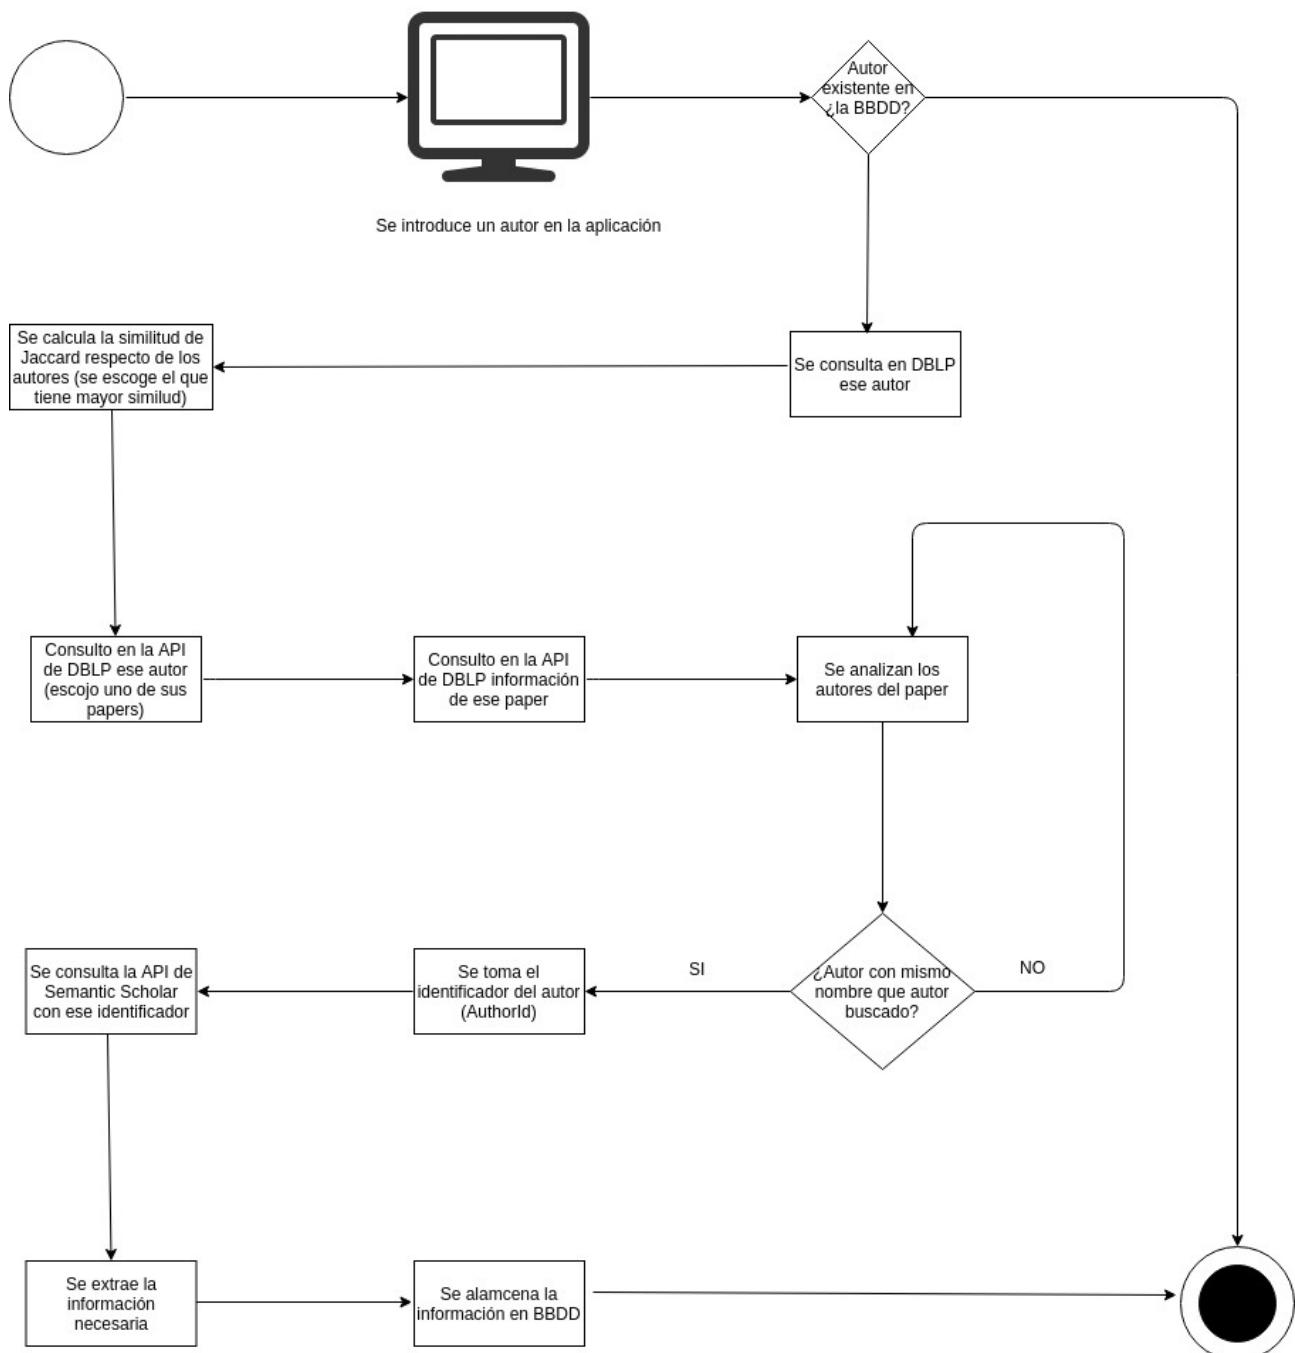 Autor
existente en
¿la BBDD?
Se introduce un autor en la aplicación
Se calcula la similitud de
Jaccard respecto de los
autores (se escoge el que
tiene mayor similud)
Se consulta en DBLP
ese autor
Consulto en la API
de DBLP ese autor
(escojo uno de sus
papers)
Consulto en la API
de DBLP información
de ese paper
Se analizan los
autores del paper
Se consulta la API de
Semantic Scholar
con ese identificador
Se toma el
identificador del autor
(AuthorId)
SI
¿Autor con mismo
nombre que autor
buscado?
NO
Se extrae la
información
necesaria
Se alamcena la
información en BBDD